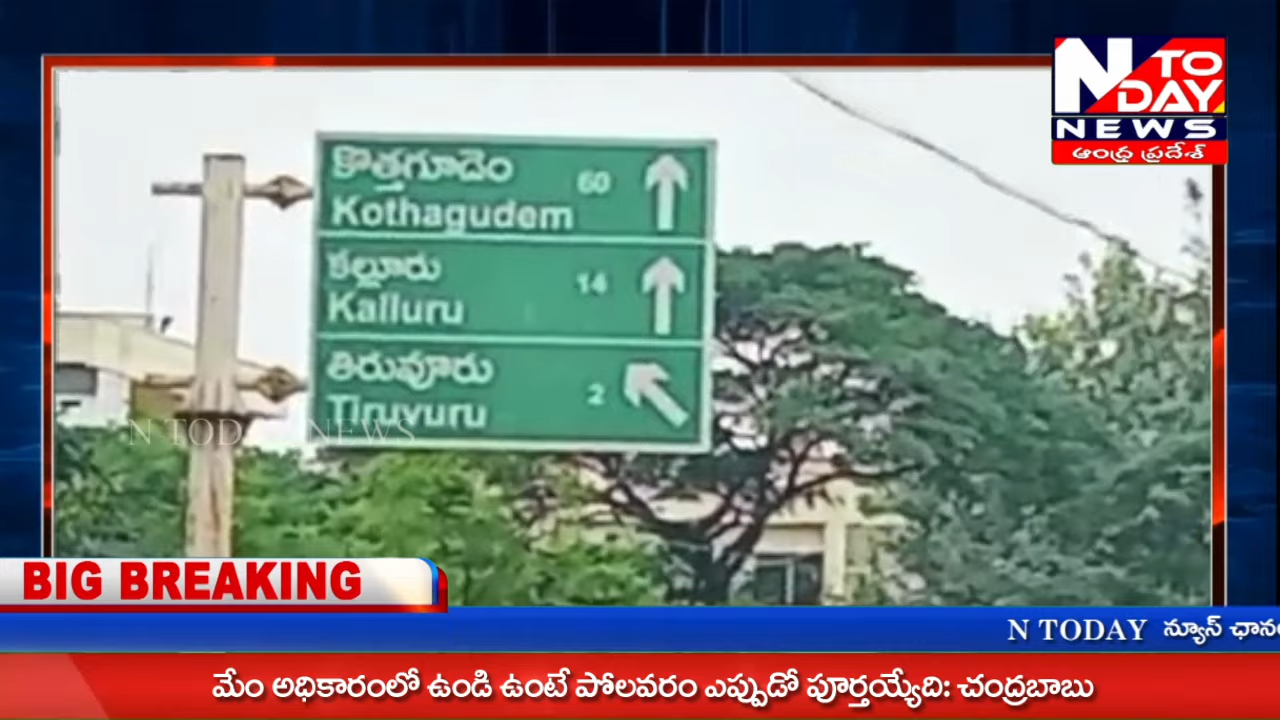 N TO
DAY
NEWS
ఆంధ్ర ప్రదేశ్
కొత్తగూడెం 60
Kothagudem
కల్లూరు 14
Kalluru
తిరువూరు 2
Tiruvuru
N TODAY NEWS
BIG BREAKING
N TODAY న్యూస్ ఛాన
మేం అధికారంలో ఉండి ఉంటే పోలవరం ఎప్పుడో పూర్తయ్యేది: చంద్రబాబు